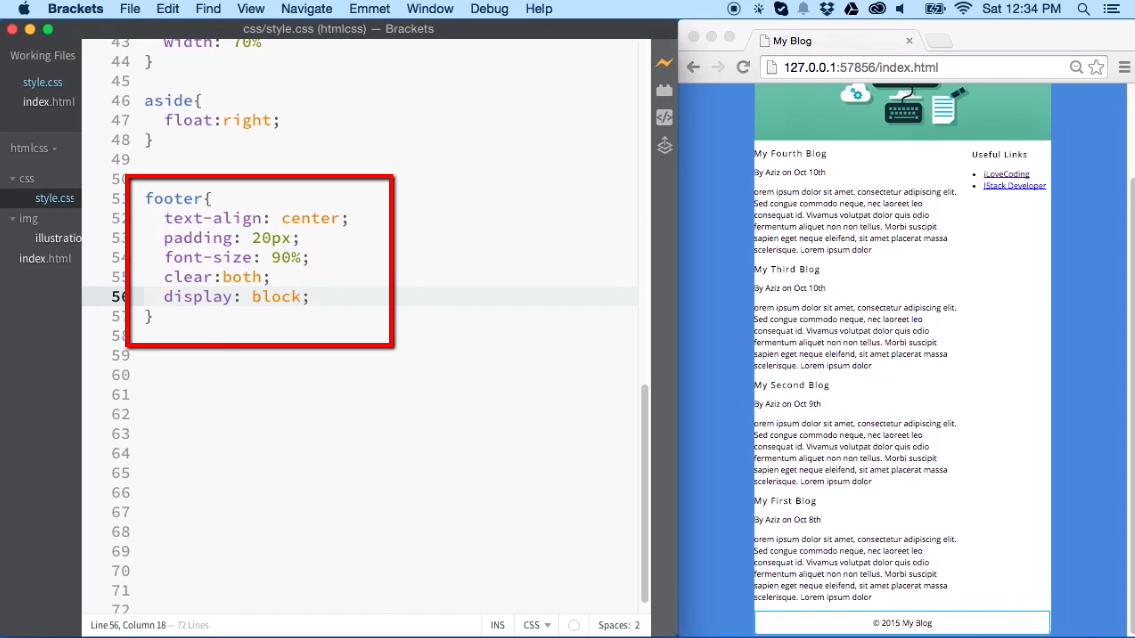 Brackets File Edit Find View Navigate Emmet Window Debug Help Sat 12:34 PM
css/style.css (htmlcss) — Brackets
Working Files
style.css
index.html
htmlcss
css
style.css
img
illustratio
index.html
43 width: 70%
44 }
45
46 aside{
47 float:right;
48 }
49
50
51 footer{
52 text-align: center;
53 padding: 20px;
54 font-size: 90%;
55 clear:both;
56 display: block;
57 }
58
59
60
61
62
63
64
65
66
67
68
69
70
71
72
Line 56, Column 18 — 72 Lines
INS CSS Spaces: 2
My Blog
127.0.0.1:57856/index.html
My Fourth Blog
By Aziz on Oct 10th
orem ipsum dolor sit amet, consectetur adipiscing elit.
Sed congue commodo neque, nec laoreet leo
consequat id. Vivamus volutpat dolor quis odio
fermentum aliquet non non tellus. Morbi suscipit
sapien eget neque eleifend, sit amet placerat magna
scelerisque. Lorem ipsum dolor
My Third Blog
By Aziz on Oct 10th
orem ipsum dolor sit amet, consectetur adipiscing elit.
Sed congue commodo neque, nec laoreet leo
consequat id. Vivamus volutpat dolor quis odio
fermentum aliquet non non tellus. Morbi suscipit
sapien eget neque eleifend, sit amet placerat magna
scelerisque. Lorem ipsum dolor
My Second Blog
By Aziz on Oct 9th
orem ipsum dolor sit amet, consectetur adipiscing elit.
Sed congue commodo neque, nec laoreet leo
consequat id. Vivamus volutpat dolor quis odio
fermentum aliquet non non tellus. Morbi suscipit
sapien eget neque eleifend, sit amet placerat magna
scelerisque. Lorem ipsum dolor
My First Blog
By Aziz on Oct 8th
orem ipsum dolor sit amet, consectetur adipiscing elit.
Sed congue commodo neque, nec laoreet leo
consequat id. Vivamus volutpat dolor quis odio
fermentum aliquet non non tellus. Morbi suscipit
sapien eget neque eleifend, sit amet placerat magna
scelerisque. Lorem ipsum dolor
Useful Links
iLoveCoding
JStack Developer
© 2015 My Blog